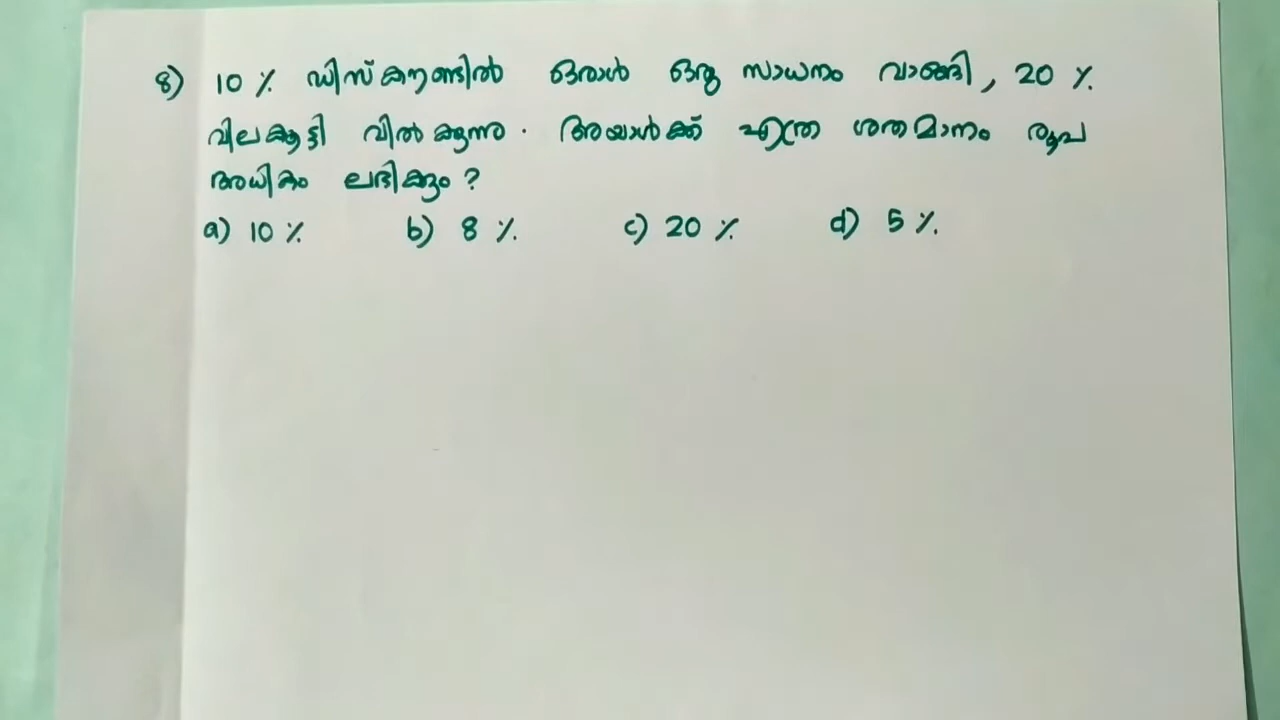 8) 10 % ഡിസ്കൗണ്ടിൽ ഒരാൾ ഒരു സാധനം വാങ്ങി, 20 %
വിലകൂട്ടി വിൽക്കുന്നു. അയാൾക്ക് എത്ര ശതമാനം രൂപ
അധികം ലഭിക്കും?
a) 10 % b) 8 % c) 20 % d) 5 %